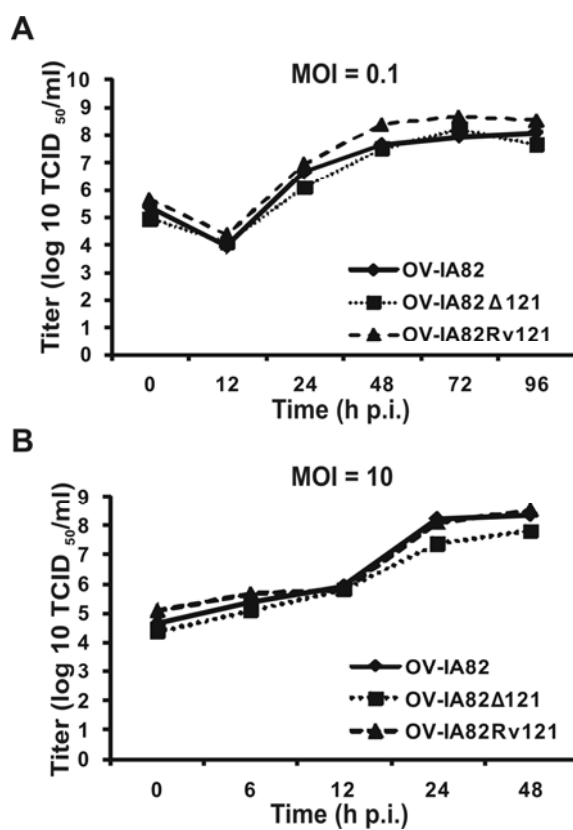 A
MOI = 0.1
Titer (log 10 TCID 50/ml)
10
9
8
7
6
5
4
3
2
1
0
OV-IA82
OV-IA82Δ121
OV-IA82Rv121
0 12 24 48 72 96
Time (h p.i.)
B
MOI = 10
Titer (log 10 TCID 50/ml)
9
8
7
6
5
4
3
2
1
0
OV-IA82
OV-IA82Δ121
OV-IA82Rv121
0 6 12 24 48
Time (h p.i.)